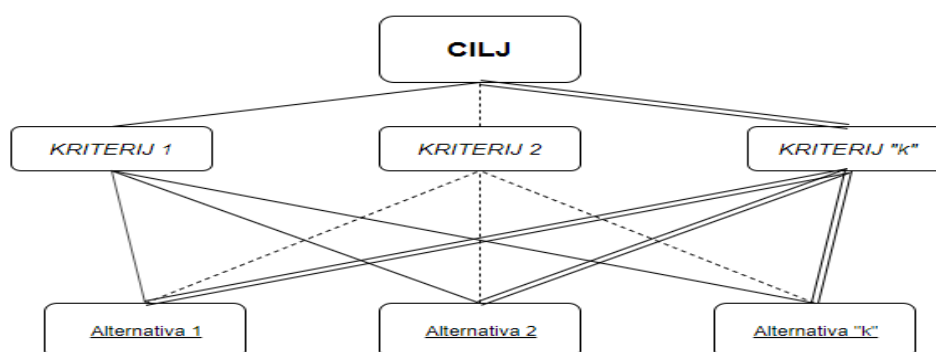 CILJ
KRITERIJ 1
KRITERIJ 2
KRITERIJ "k"
Alternativa 1
Alternativa 2
Alternativa "k"